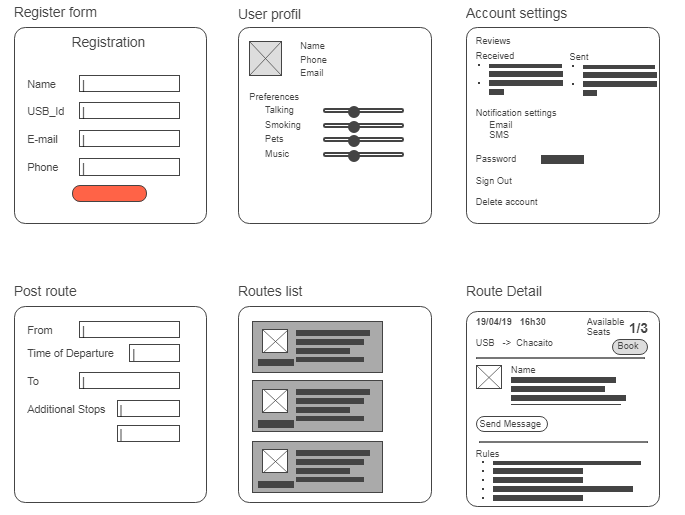 Register form
Registration
Name
USB_Id
E-mail
Phone
User profil
Name
Phone
Email
Preferences
Talking
Smoking
Pets
Music
Account settings
Reviews
Received
Sent
Notification settings
Email
SMS
Password
Sign Out
Delete account
Post route
From
Time of Departure
To
Additional Stops
Routes list
Route Detail
19/04/19 16h30
Available
Seats 1/3
USB -> Chacaito
Book
Name
Send Message
Rules